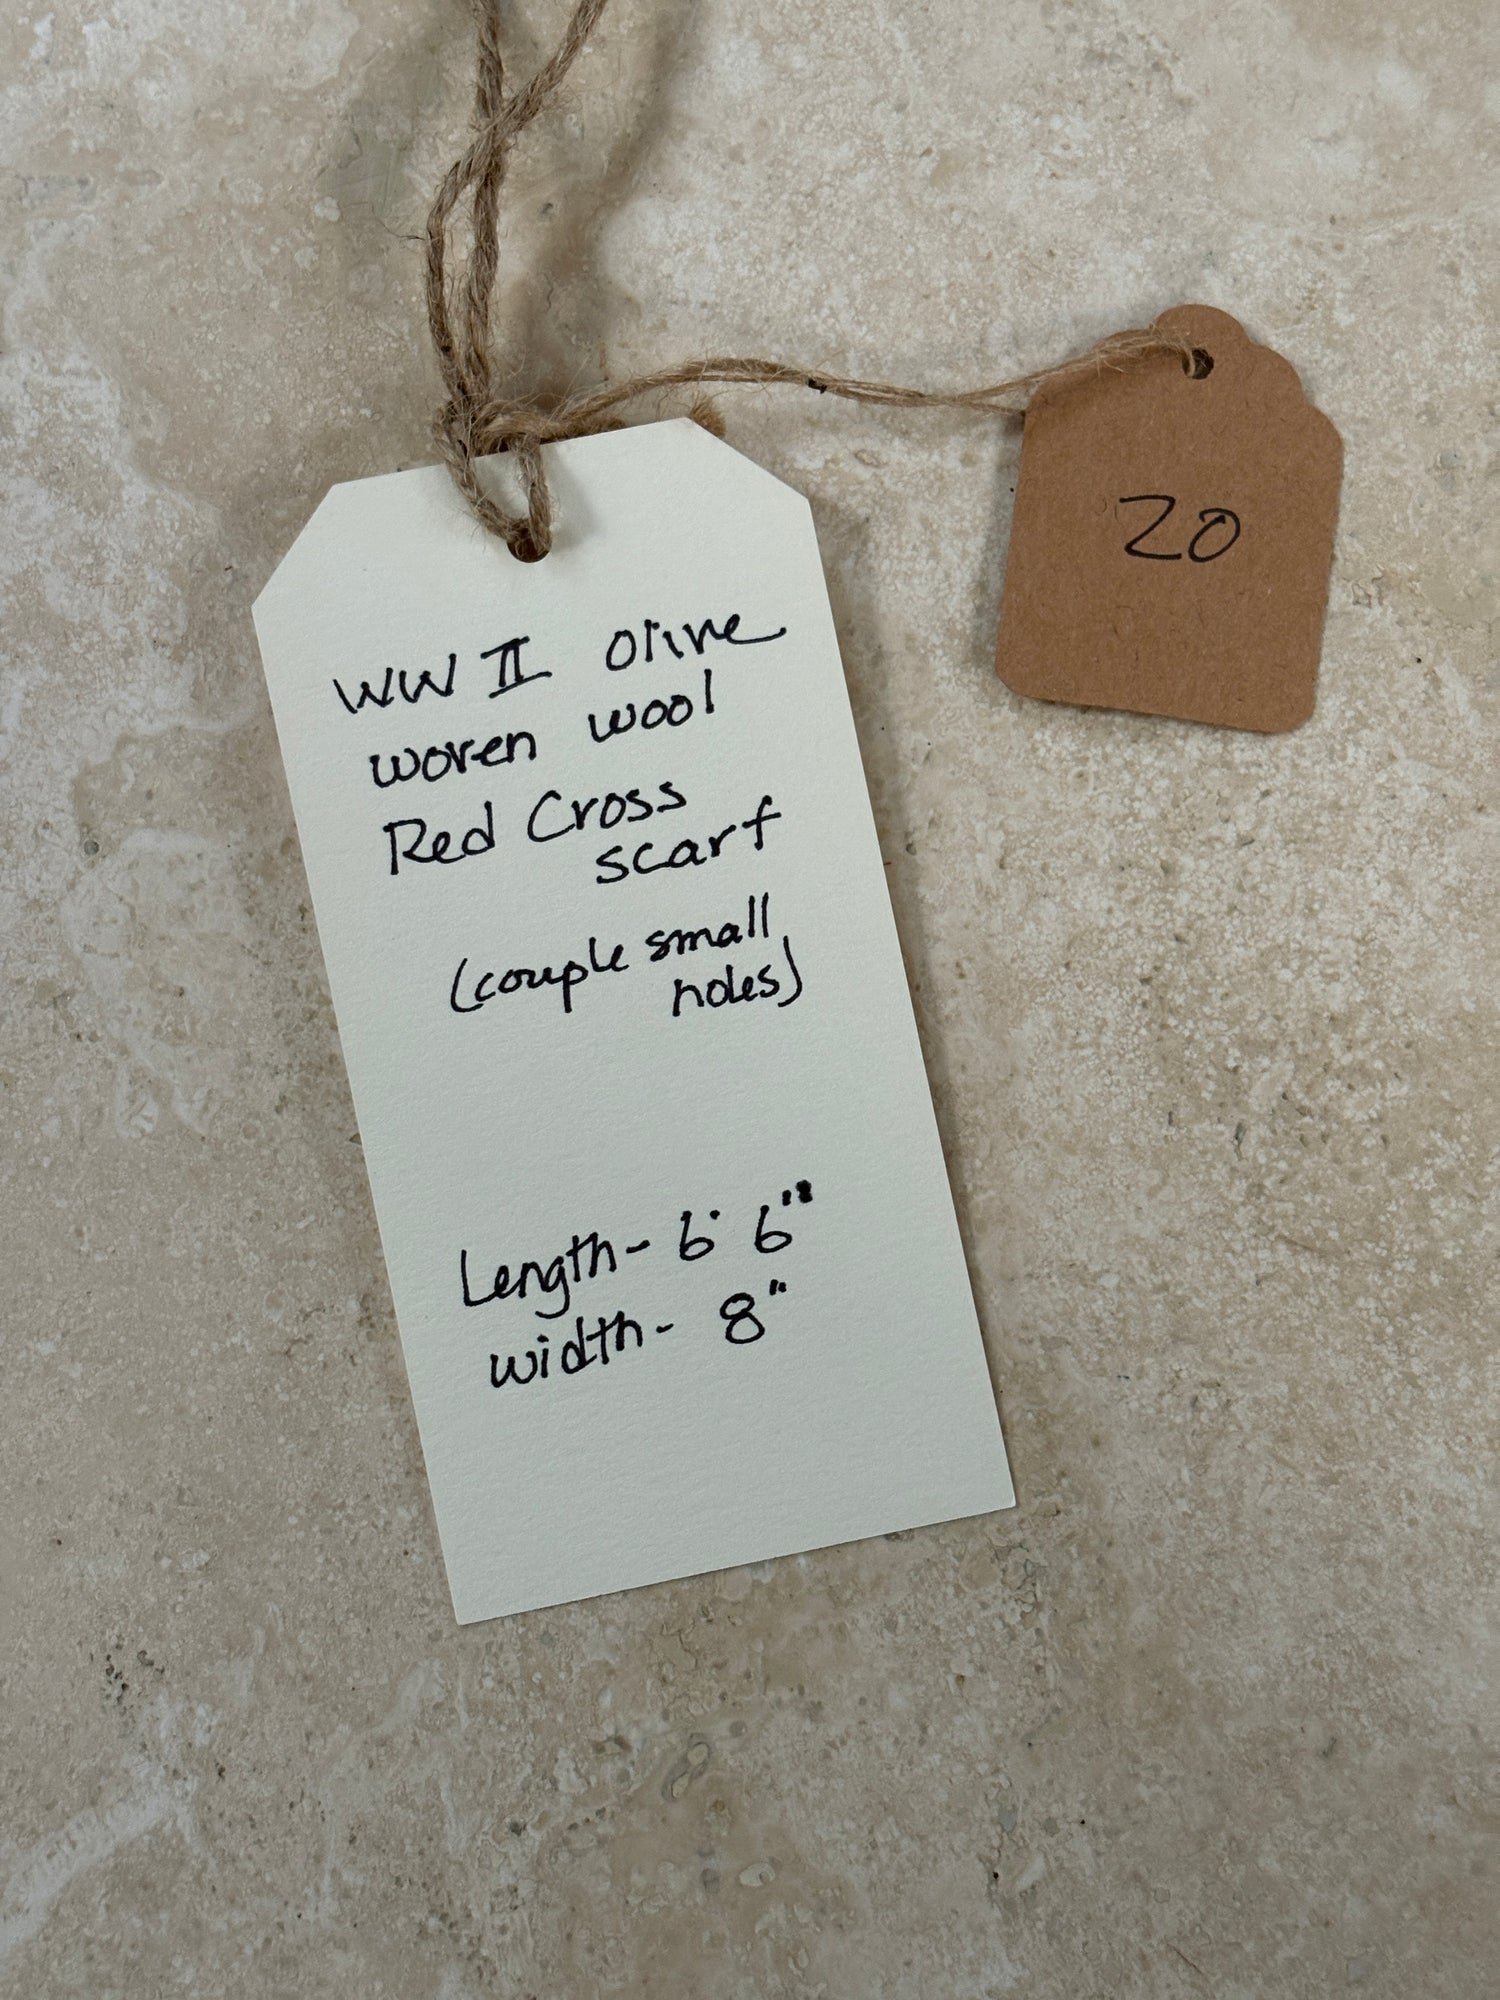 WW II olive
woven wool
Red Cross
scarf
(couple small
holes)
Length- 6' 6"
width- 8"
20